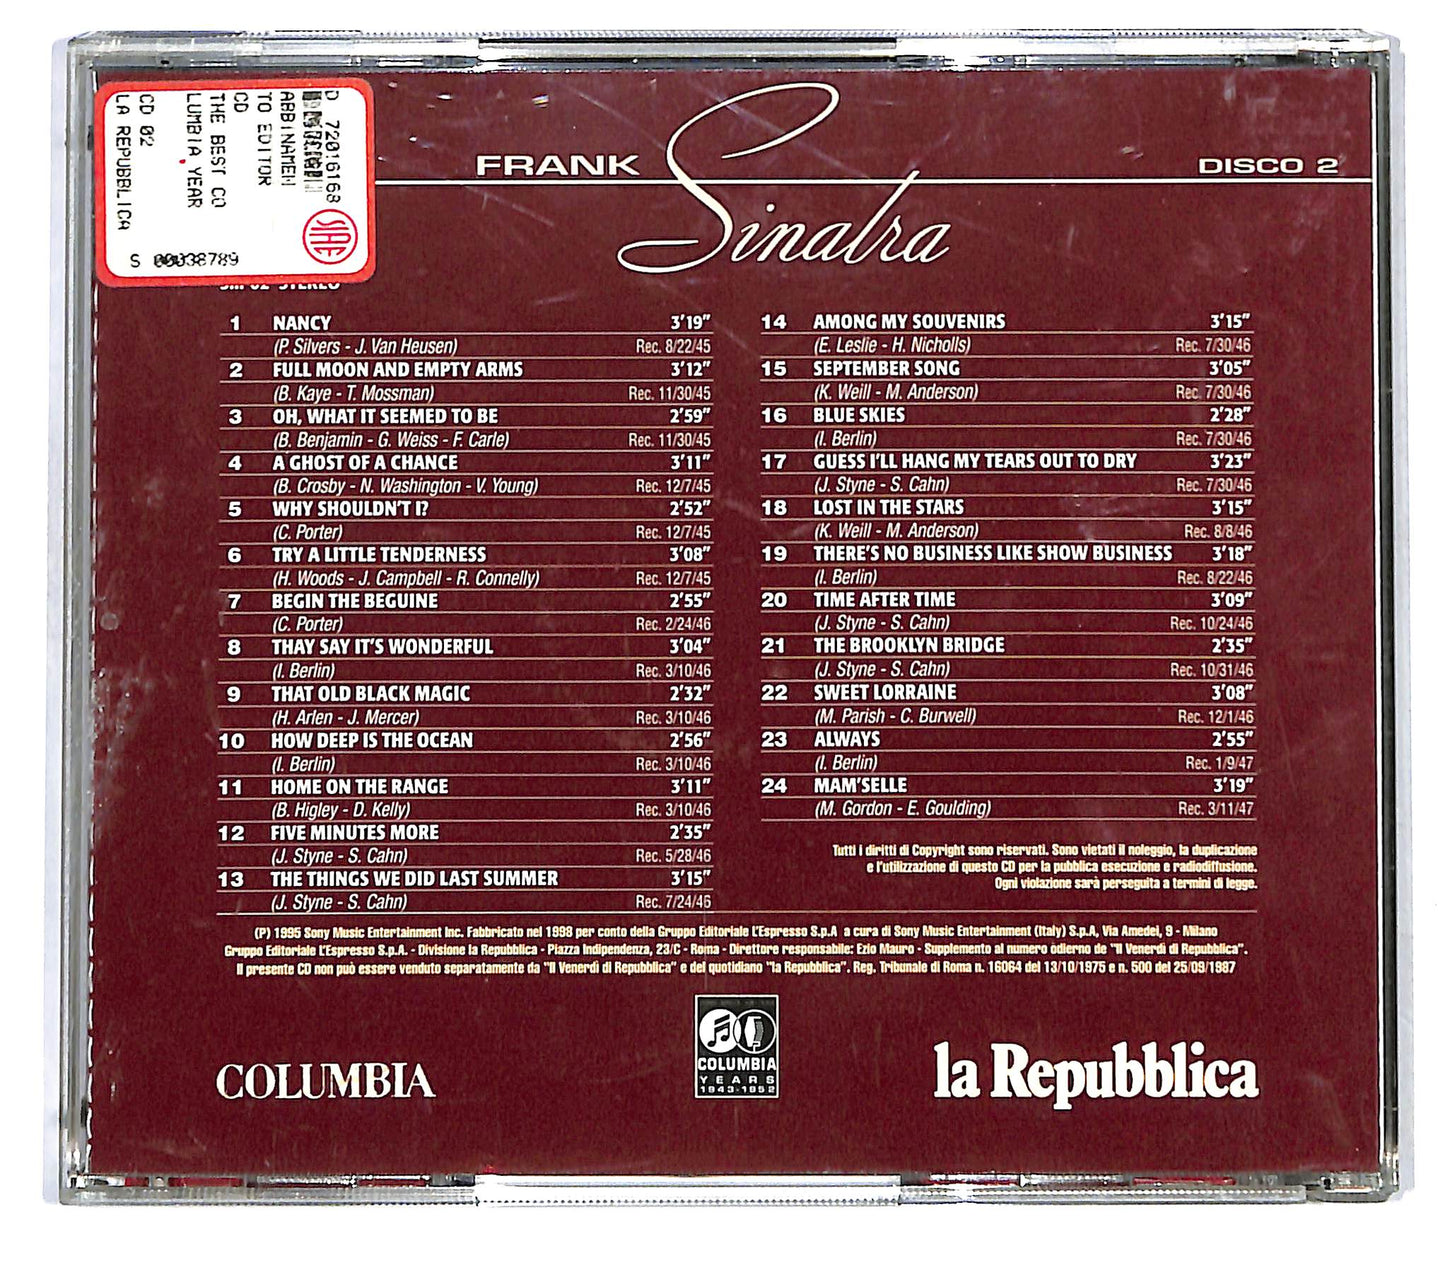 D 72016168
ABBINAMEN
TO EDITOR
CD
THE BEST CO
LUMBIA YEAR
CD 02
LA REPUBBLICA
SIAE
S 00038789
FRANK Sinatra
DISCO 2
STEREO
1 NANCY 3'19"
(P. Silvers - J. Van Heusen) Rec. 8/22/45
2 FULL MOON AND EMPTY ARMS 3'12"
(B. Kaye - T. Mossman) Rec. 11/30/45
3 OH, WHAT IT SEEMED TO BE 2'59"
(B. Benjamin - G. Weiss - F. Carle) Rec. 11/30/45
4 A GHOST OF A CHANCE 3'11"
(B. Crosby - N. Washington - V. Young) Rec. 12/7/45
5 WHY SHOULDN'T I? 2'52"
(C. Porter) Rec. 12/7/45
6 TRY A LITTLE TENDERNESS 3'08"
(H. Woods - J. Campbell - R. Connelly) Rec. 12/7/45
7 BEGIN THE BEGUINE 2'55"
(C. Porter) Rec. 2/24/46
8 THAY SAY IT'S WONDERFUL 3'04"
(I. Berlin) Rec. 3/10/46
9 THAT OLD BLACK MAGIC 2'32"
(H. Arlen - J. Mercer) Rec. 3/10/46
10 HOW DEEP IS THE OCEAN 2'56"
(I. Berlin) Rec. 3/10/46
11 HOME ON THE RANGE 3'11"
(B. Higley - D. Kelly) Rec. 3/10/46
12 FIVE MINUTES MORE 2'35"
(J. Styne - S. Cahn) Rec. 5/28/46
13 THE THINGS WE DID LAST SUMMER 3'15"
(J. Styne - S. Cahn) Rec. 7/24/46
14 AMONG MY SOUVENIRS 3'15"
(E. Leslie - H. Nicholls) Rec. 7/30/46
15 SEPTEMBER SONG 3'05"
(K. Weill - M. Anderson) Rec. 7/30/46
16 BLUE SKIES 2'28"
(I. Berlin) Rec. 7/30/46
17 GUESS I'LL HANG MY TEARS OUT TO DRY 3'23"
(J. Styne - S. Cahn) Rec. 7/30/46
18 LOST IN THE STARS 3'15"
(K. Weill - M. Anderson) Rec. 8/8/46
19 THERE'S NO BUSINESS LIKE SHOW BUSINESS 3'18"
(I. Berlin) Rec. 8/22/46
20 TIME AFTER TIME 3'09"
(J. Styne - S. Cahn) Rec. 10/24/46
21 THE BROOKLYN BRIDGE 2'35"
(J. Styne - S. Cahn) Rec. 10/31/46
22 SWEET LORRAINE 3'08"
(M. Parish - C. Burwell) Rec. 12/1/46
23 ALWAYS 2'55"
(I. Berlin) Rec. 1/9/47
24 MAM'SELLE 3'19"
(M. Gordon - E. Goulding) Rec. 3/11/47
Tutti i diritti di Copyright sono riservati. Sono vietati il noleggio, la duplicazione
e l'utilizzazione di questo CD per la pubblica esecuzione e radiodiffusione.
Ogni violazione sarà perseguita a termini di legge.
(P) 1995 Sony Music Entertainment Inc. Fabbricato nel 1998 per conto della Gruppo Editoriale L'Espresso S.p.A a cura di Sony Music Entertainment (Italy) S.p.A, Via Amedei, 9 - Milano
Gruppo Editoriale L'Espresso S.p.A. - Divisione la Repubblica - Piazza Indipendenza, 23/C - Roma - Direttore responsabile: Ezio Mauro - Supplemento al numero odierno de "Il Venerdì di Repubblica".
Il presente CD non può essere venduto separatamente da "Il Venerdì di Repubblica" e del quotidiano "la Repubblica". Reg. Tribunale di Roma n. 16064 del 13/10/1975 e n. 500 del 25/09/1987
COLUMBIA
COLUMBIA
YEARS
1943-1952
la Repubblica